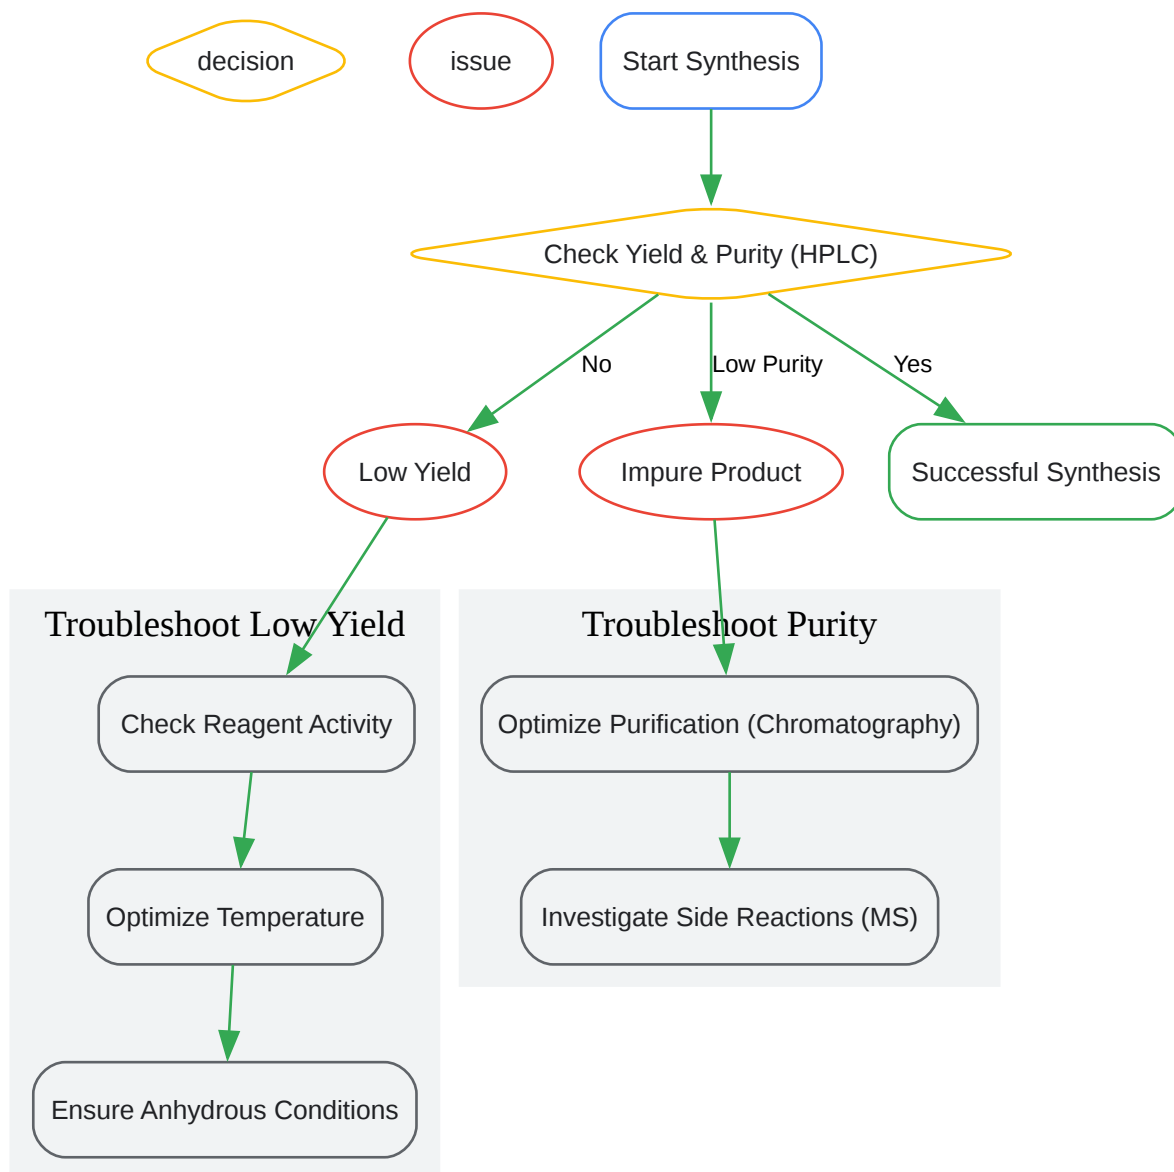 decision
issue
Start Synthesis
Check Yield & Purity (HPLC)
No
Low Purity
Yes
Low Yield
Impure Product
Successful Synthesis
Troubleshoot Low Yield
Troubleshoot Purity
Check Reagent Activity
Optimize Purification (Chromatography)
Optimize Temperature
Investigate Side Reactions (MS)
Ensure Anhydrous Conditions